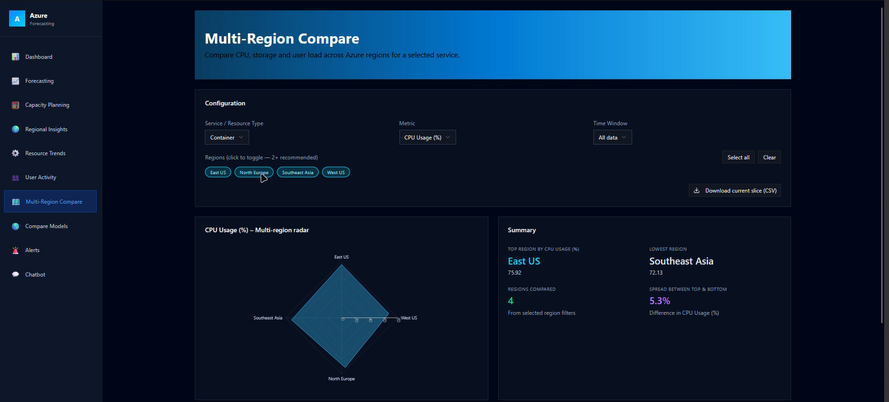 A
Azure
Forecasting
Dashboard
Forecasting
Capacity Planning
Regional Insights
Resource Trends
User Activity
Multi-Region Compare
Compare Models
Alerts
Chatbot
Multi-Region Compare
Compare CPU, storage and user load across Azure regions for a selected service.
Configuration
Service / Resource Type
Metric
Time Window
Container
CPU Usage (%)
All data
Regions (click to toggle — 2+ recommended)
Select all
Clear
East US
North Europe
Southeast Asia
West US
Download current slice (CSV)
CPU Usage (%) – Multi-region radar
East US
Southeast Asia
West US
North Europe
Summary
TOP REGION BY CPU USAGE (%)
LOWEST REGION
East US
Southeast Asia
75.92
72.13
REGIONS COMPARED
SPREAD BETWEEN TOP & BOTTOM
4
5.3%
From selected region filters
Difference in CPU Usage (%)